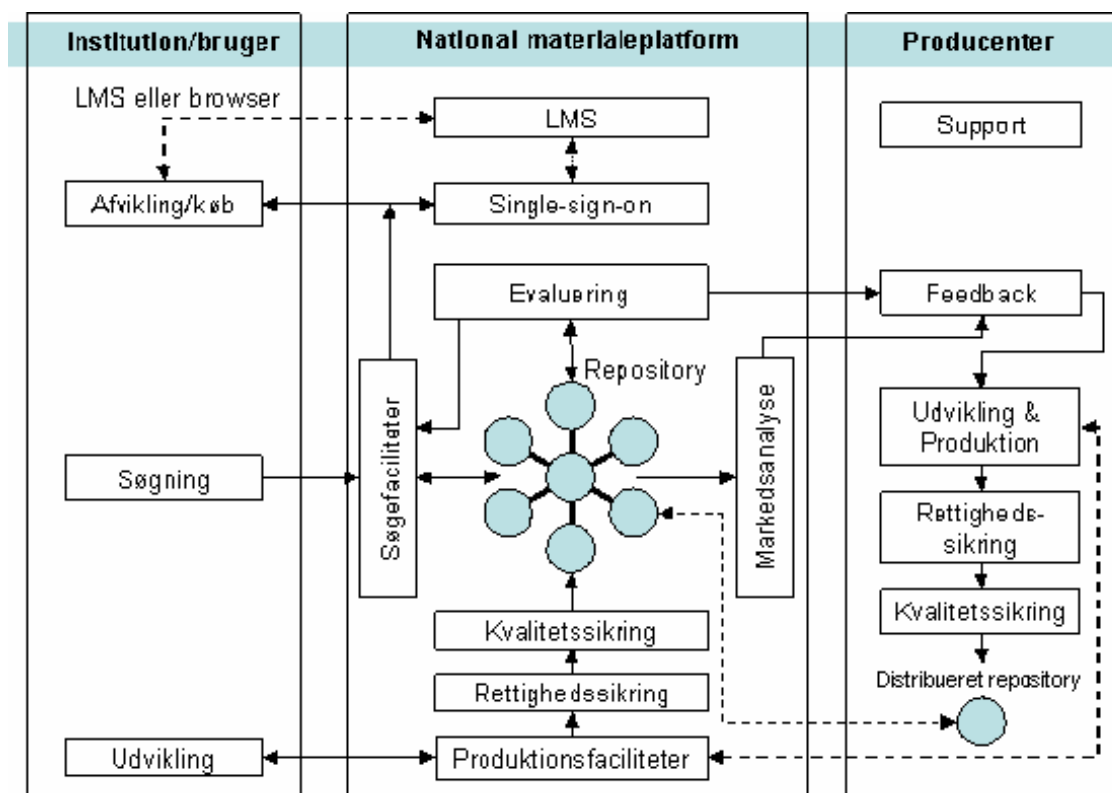 Institution/bruger
National materialeplatform
Producenter
LMS eller browser
LMS
Support
Afvikling/køb
Single-sign-on
Evaluering
Feedback
Repository
Søgefaciliteter
Markedsanalyse
Udvikling &
Produktion
Søgning
Rettigheds-
sikring
Kvalitetssikring
Kvalitetssikring
Rettighedssikring
Distribueret repository
Udvikling
Produktionsfaciliteter